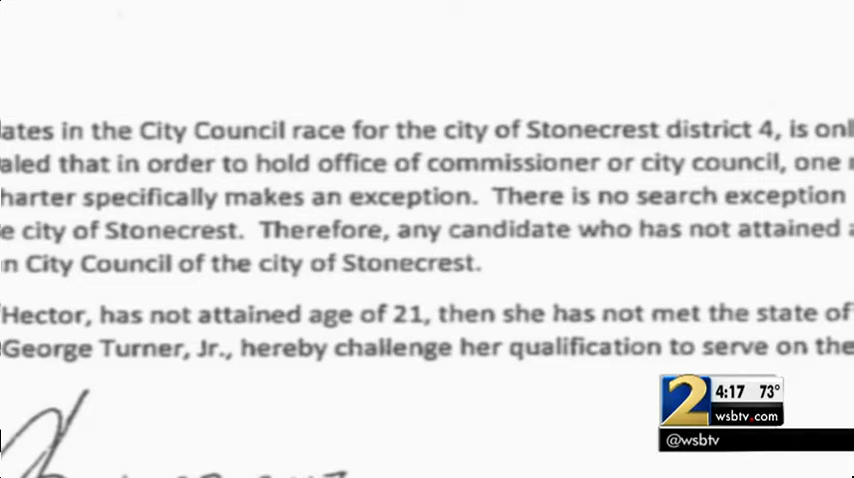 ates in the City Council race for the city of Stonecrest district 4, is onl
aled that in order to hold office of commissioner or city council, one
harter specifically makes an exception. There is no search exception
e city of Stonecrest. Therefore, any candidate who has not attained a
n City Council of the city of Stonecrest.
Hector, has not attained age of 21, then she has not met the state of
George Turner, Jr., hereby challenge her qualification to serve on the
2 4:17 73°
wsbtv.com
@wsbtv